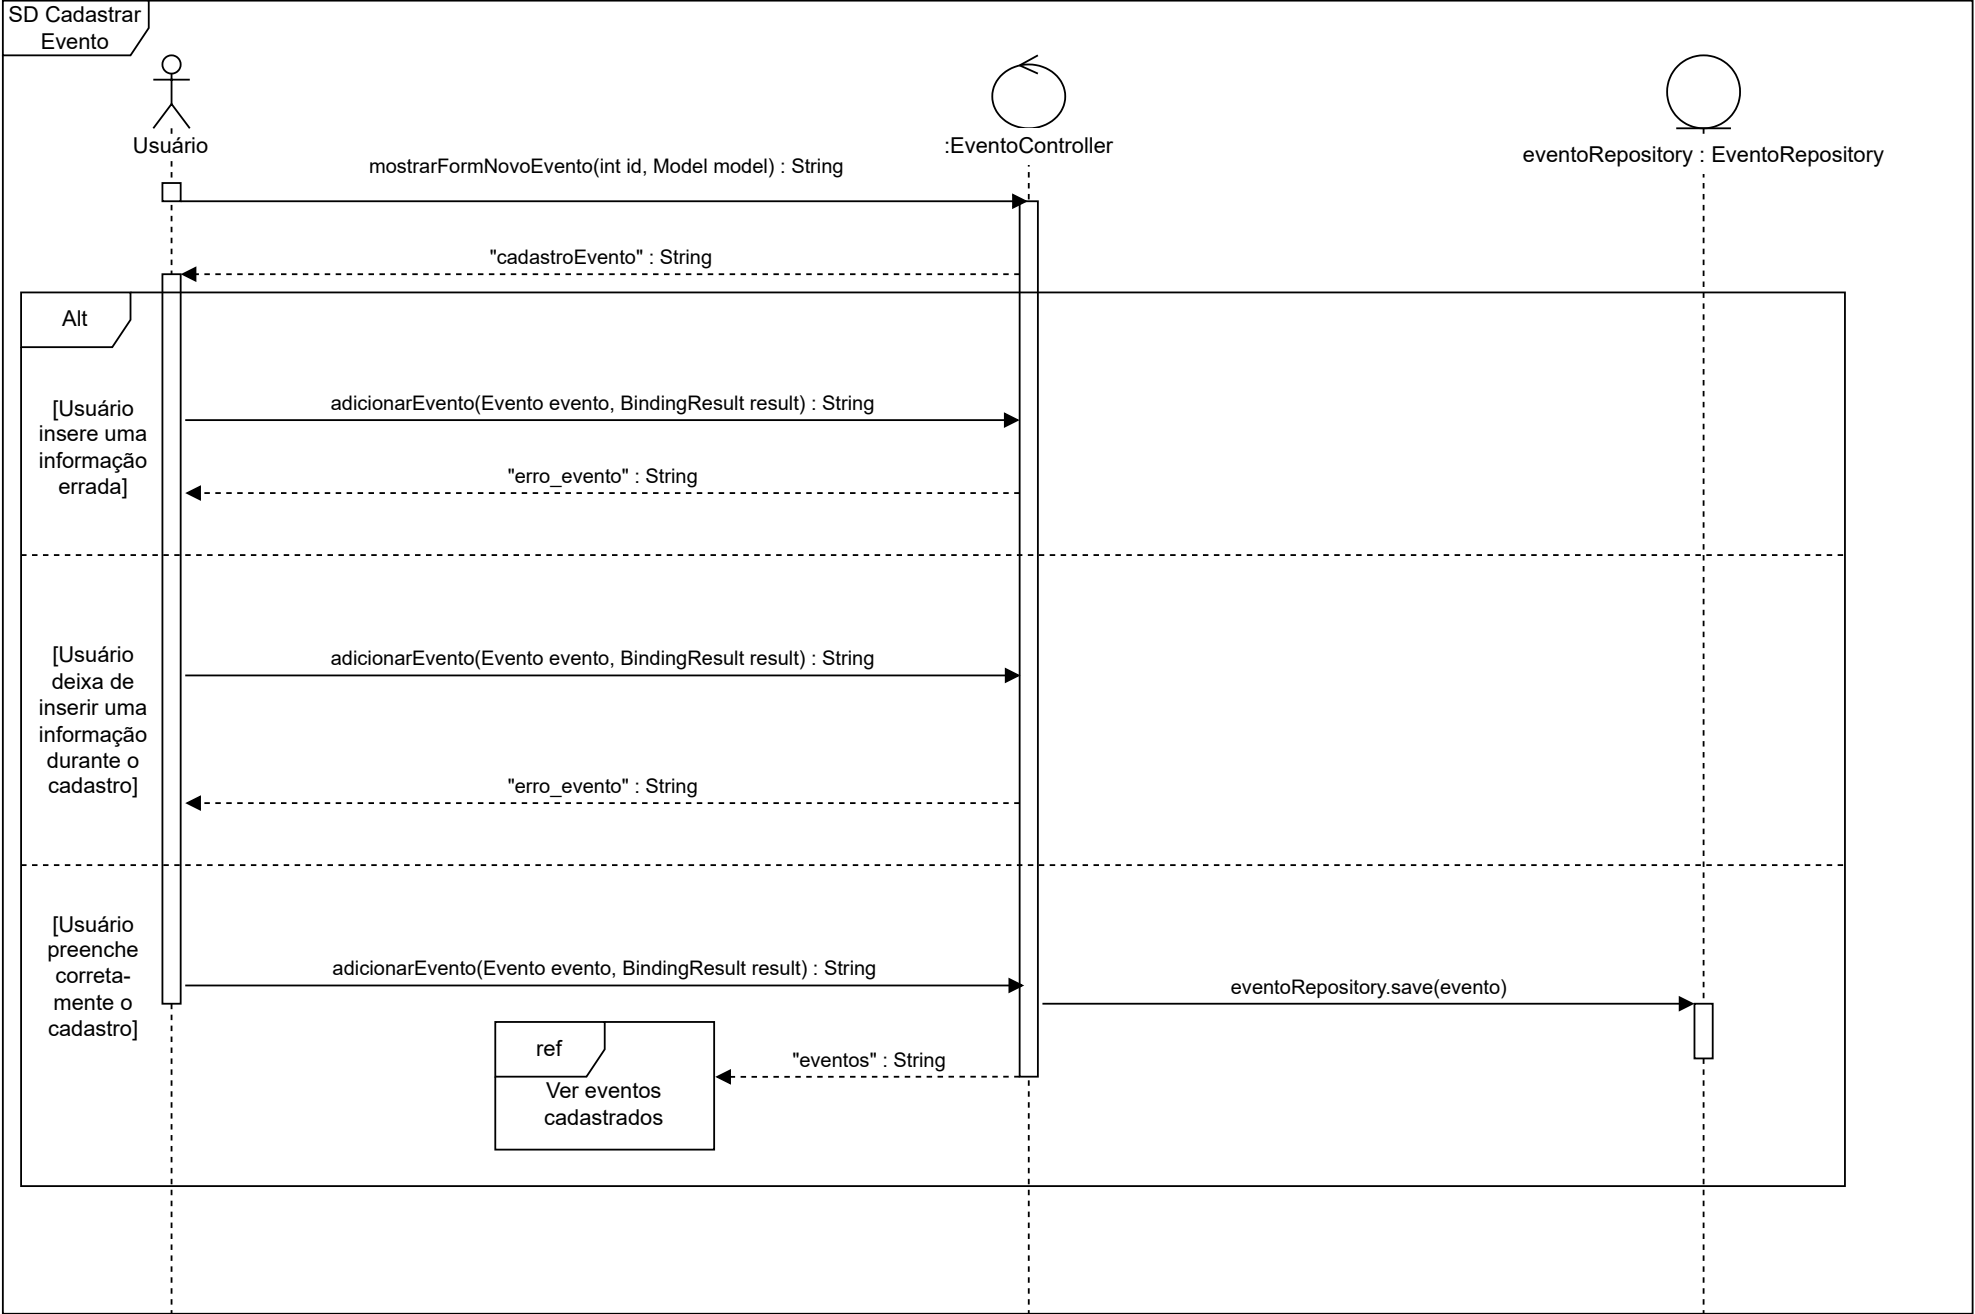 SD Cadastrar
Evento
Usuário
:EventoController
eventoRepository : EventoRepository
mostrarFormNovoEvento(int id, Model model) : String
"cadastroEvento" : String
Alt
[Usuário
insere uma
informação
errada]
adicionarEvento(Evento evento, BindingResult result) : String
"erro_evento" : String
[Usuário
deixa de
inserir uma
informação
durante o
cadastro]
adicionarEvento(Evento evento, BindingResult result) : String
"erro_evento" : String
[Usuário
preenche
correta-
mente o
cadastro]
adicionarEvento(Evento evento, BindingResult result) : String
eventoRepository.save(evento)
ref
Ver eventos
cadastrados
"eventos" : String